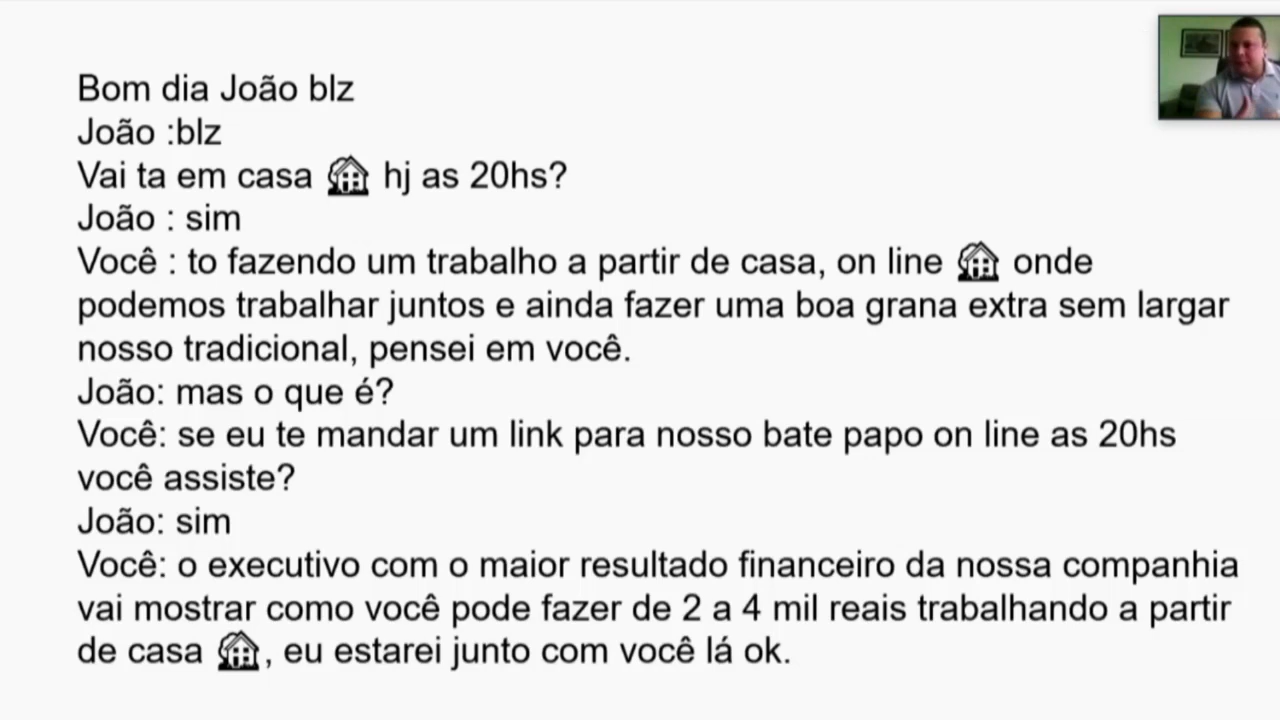 Bom dia João blz
João :blz
Vai ta em casa 🏠 hj as 20hs?
João : sim
Você : to fazendo um trabalho a partir de casa, on line 🏠 onde
podemos trabalhar juntos e ainda fazer uma boa grana extra sem largar
nosso tradicional, pensei em você.
João: mas o que é?
Você: se eu te mandar um link para nosso bate papo on line as 20hs
você assiste?
João: sim
Você: o executivo com o maior resultado financeiro da nossa companhia
vai mostrar como você pode fazer de 2 a 4 mil reais trabalhando a partir
de casa 🏠, eu estarei junto com você lá ok.